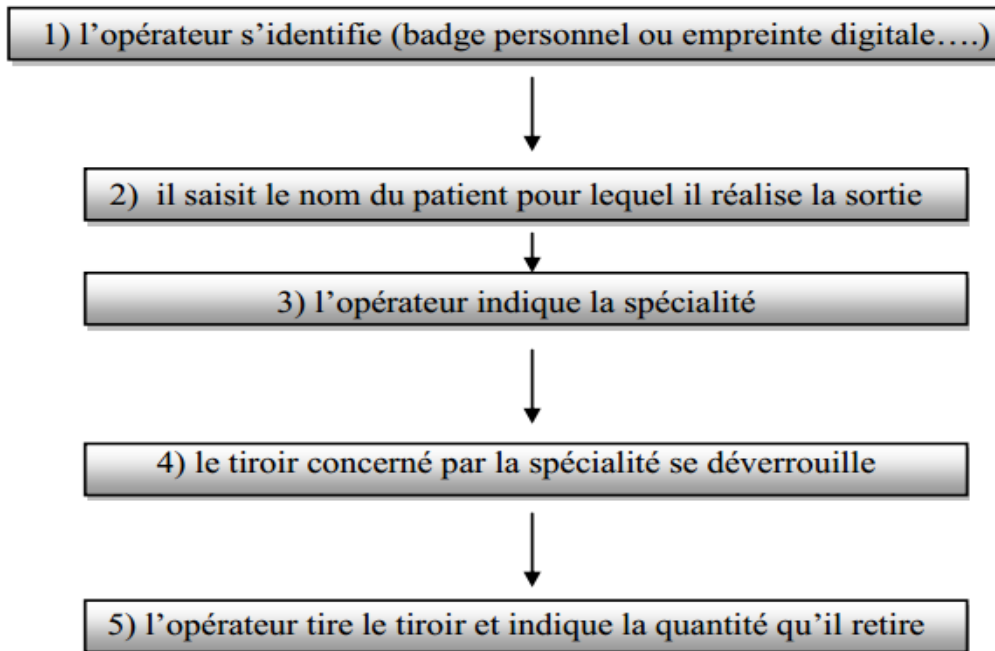 1) l’opérateur s’identifie (badge personnel ou empreinte digitale….)
2) il saisit le nom du patient pour lequel il réalise la sortie
3) l’opérateur indique la spécialité
4) le tiroir concerné par la spécialité se déverrouille
5) l’opérateur tire le tiroir et indique la quantité qu’il retire